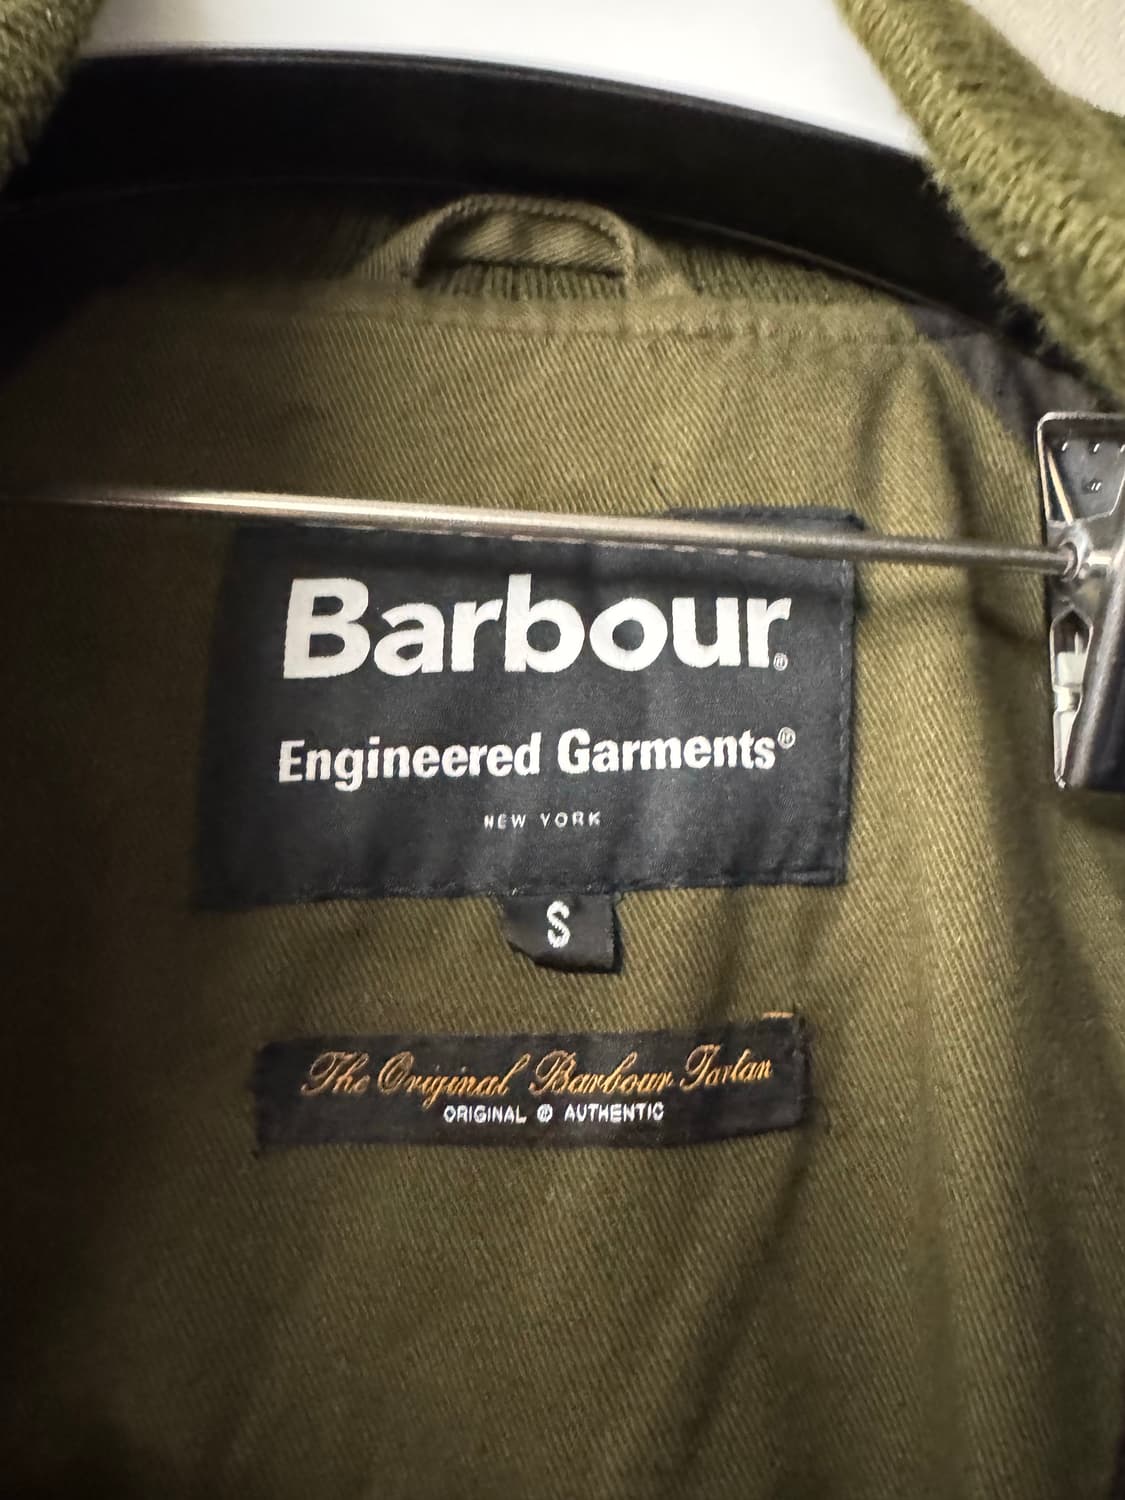 Barbour®
Engineered Garments®
NEW YORK
S
The Original Barbour Tartan
ORIGINAL ® AUTHENTIC